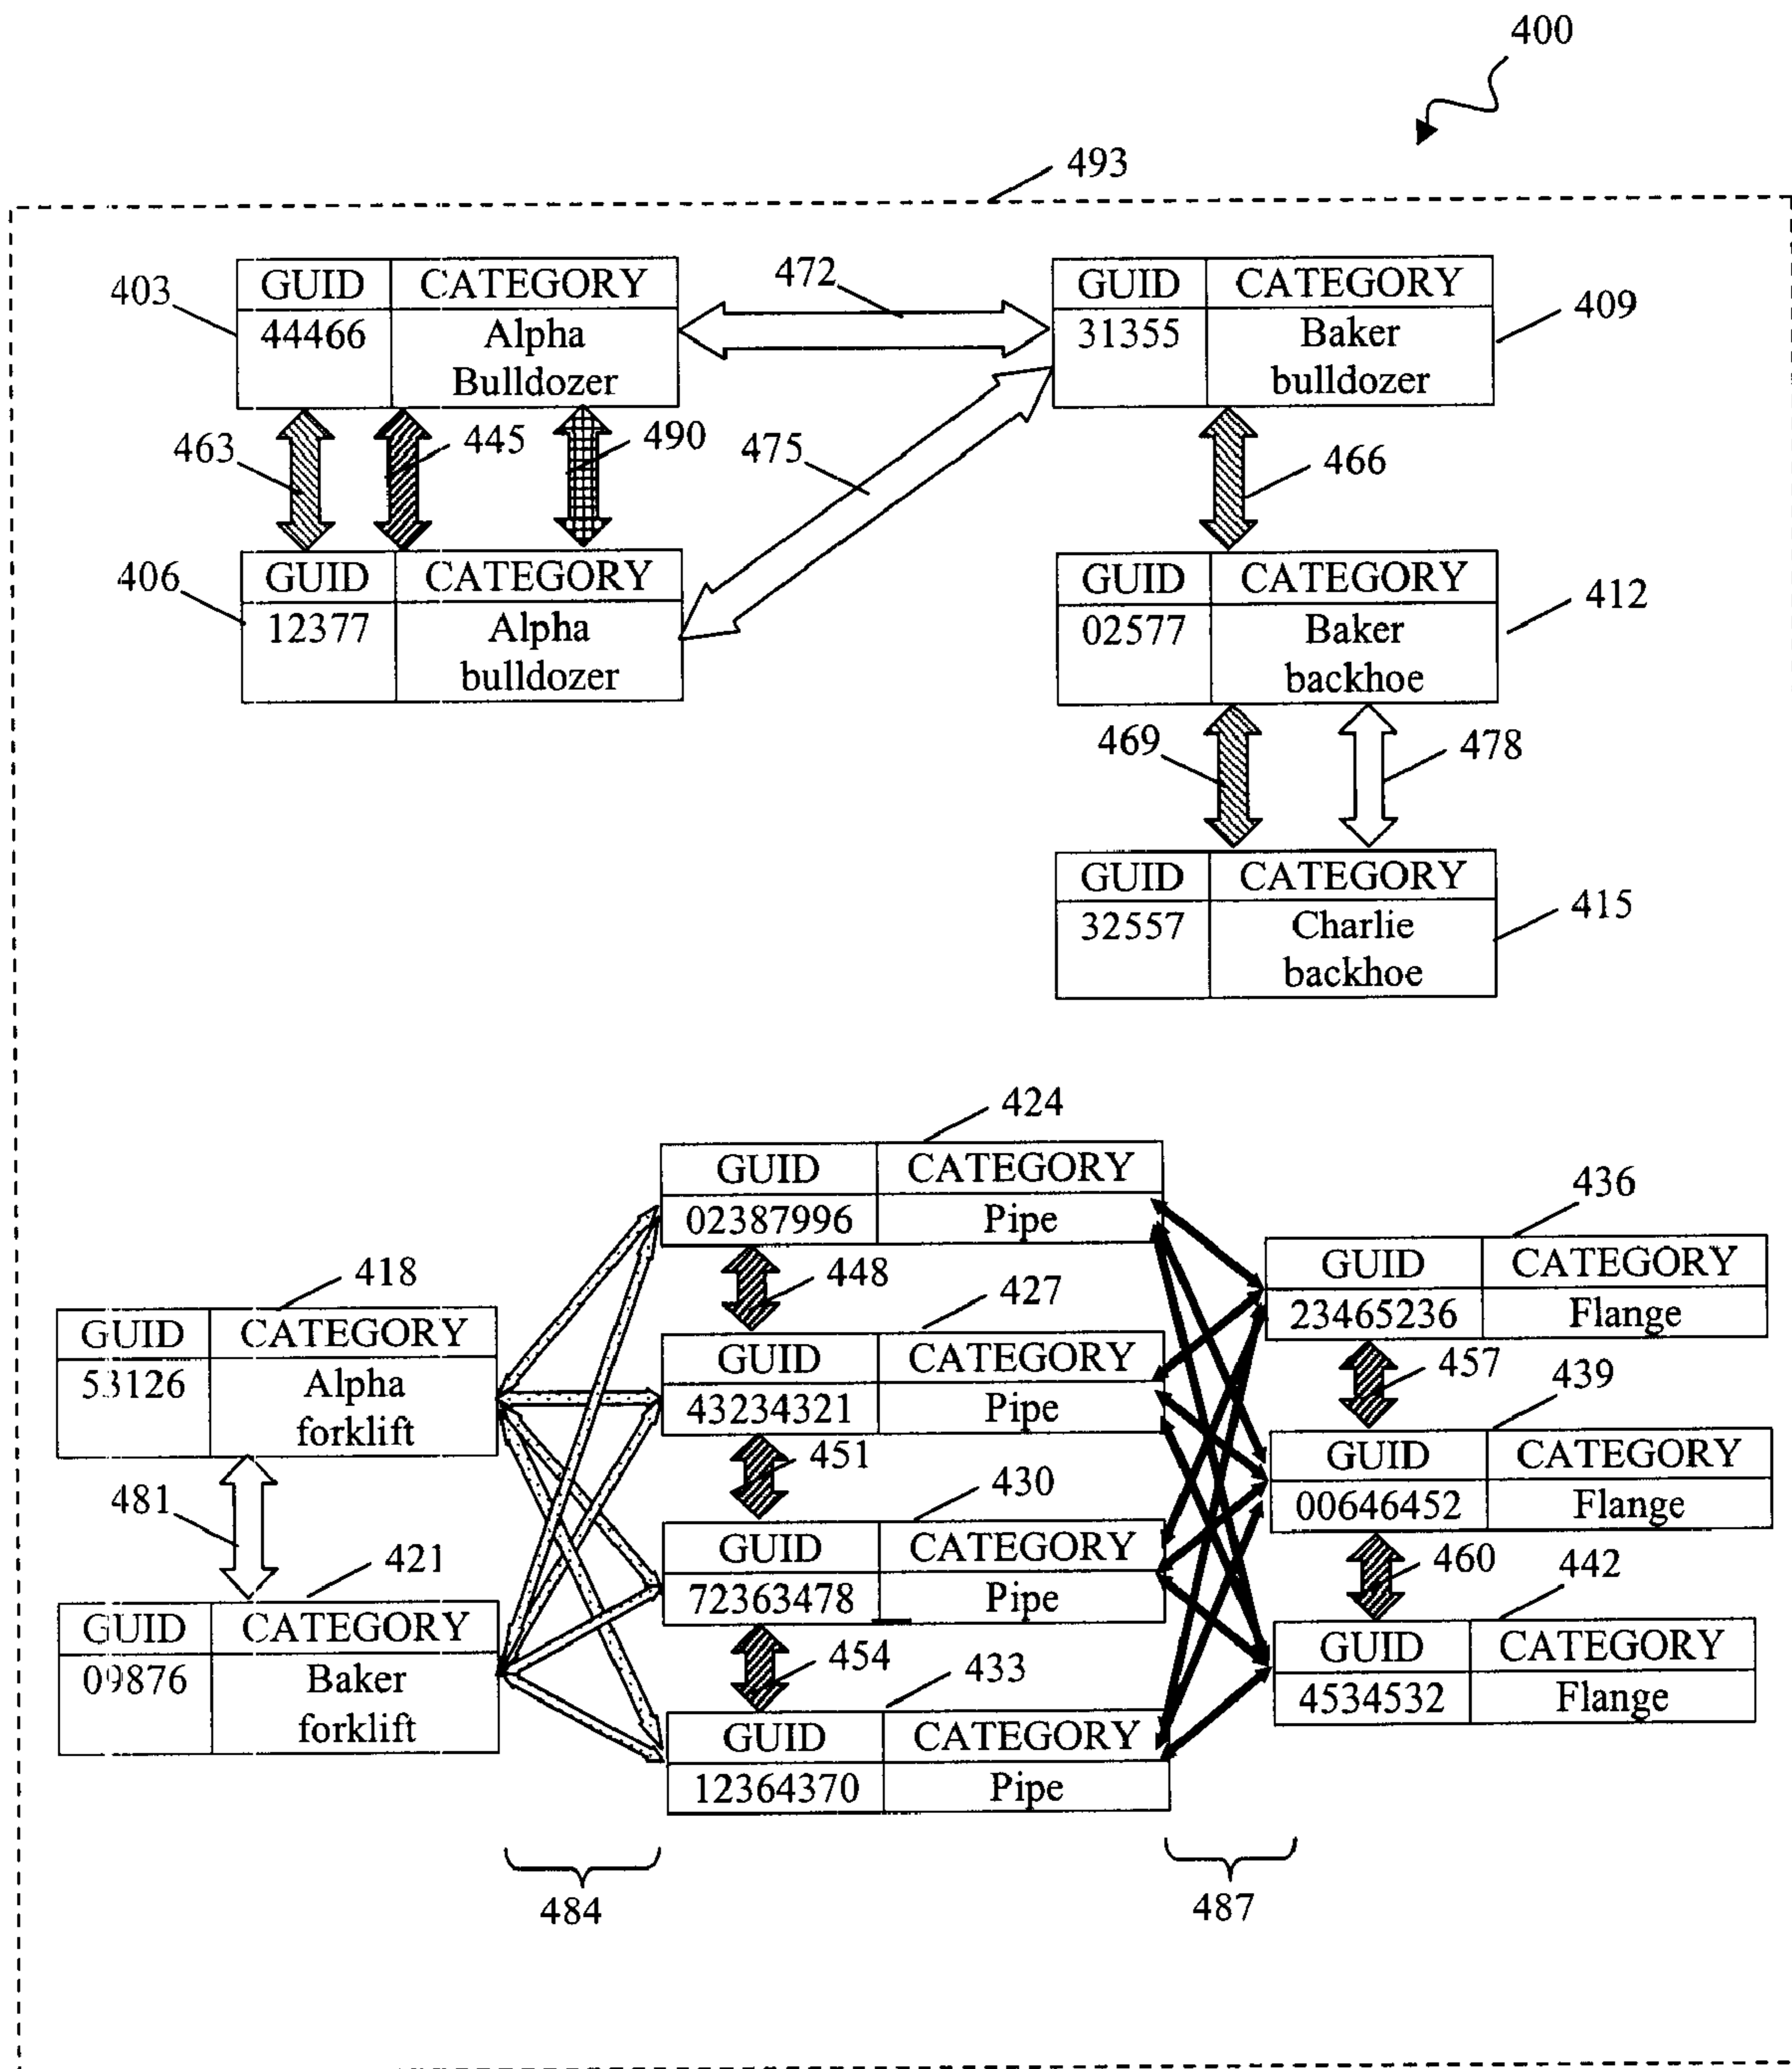 400
493
403
GUID CATEGORY
44466 Alpha
Bulldozer
472
GUID CATEGORY
31355 Baker
bulldozer
409
463
445
490
475
466
406
GUID CATEGORY
12377 Alpha
bulldozer
GUID CATEGORY
02577 Baker
backhoe
412
469
478
GUID CATEGORY
32557 Charlie
backhoe
415
424
GUID CATEGORY
02387996 Pipe
436
GUID CATEGORY
23465236 Flange
418
GUID CATEGORY
53126 Alpha
forklift
448
427
GUID CATEGORY
43234321 Pipe
457
439
GUID CATEGORY
00646452 Flange
481
451
430
GUID CATEGORY
72363478 Pipe
421
GUID CATEGORY
09876 Baker
forklift
460
442
GUID CATEGORY
4534532 Flange
454
433
GUID CATEGORY
12364370 Pipe
484
487